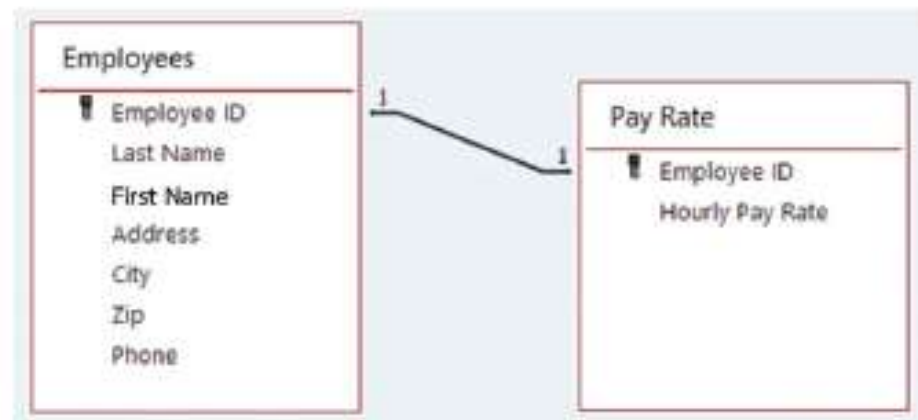 Employees
Employee ID
Last Name
First Name
Address
City
Zip
Phone
1
1
Pay Rate
Employee ID
Hourly Pay Rate